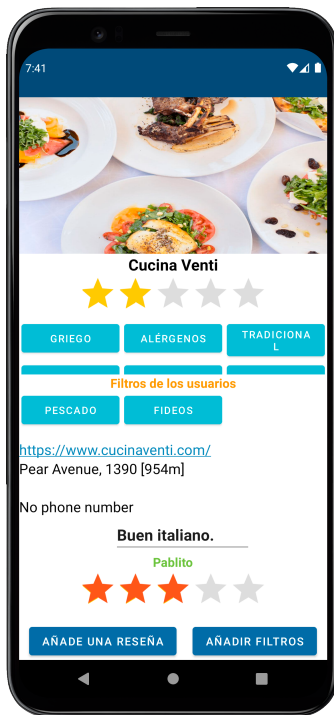 7:41
Cucina Venti
GRIEGO ALÉRGENOS TRADICIONA
L
Filtros de los usuarios
PESCADO FIDEOS
https://www.cucinaventi.com/
Pear Avenue, 1390 [954m]
No phone number
Buen italiano.
Pablito
AÑADE UNA RESEÑA AÑADIR FILTROS